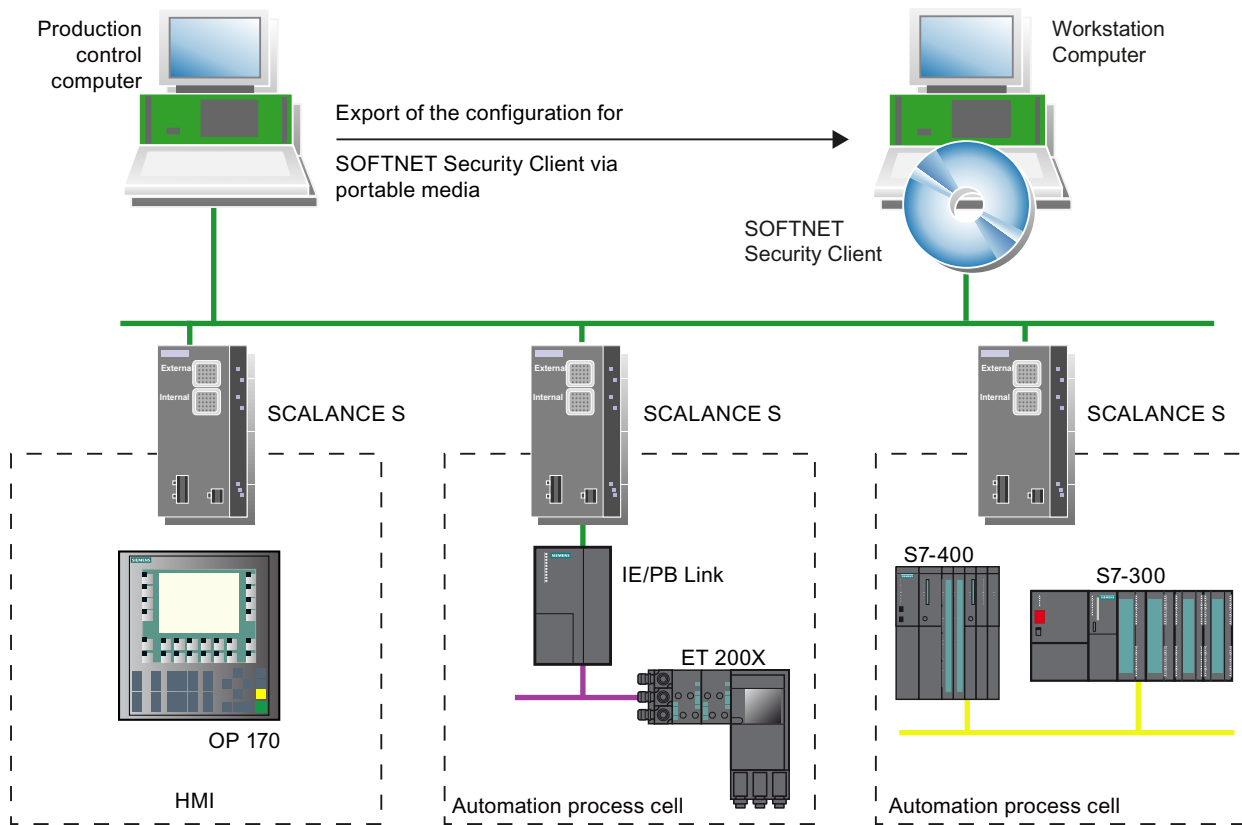 Production
control
computer
Workstation
Computer
Export of the configuration for
SOFTNET Security Client via
portable media
SOFTNET
Security Client
External
Internal
SCALANCE S
External
Internal
SCALANCE S
External
Internal
SCALANCE S
SIEMENS
OP 170
HMI
SIEMENS
IE/PB Link
ET 200X
Automation process cell
S7-400
S7-300
Automation process cell